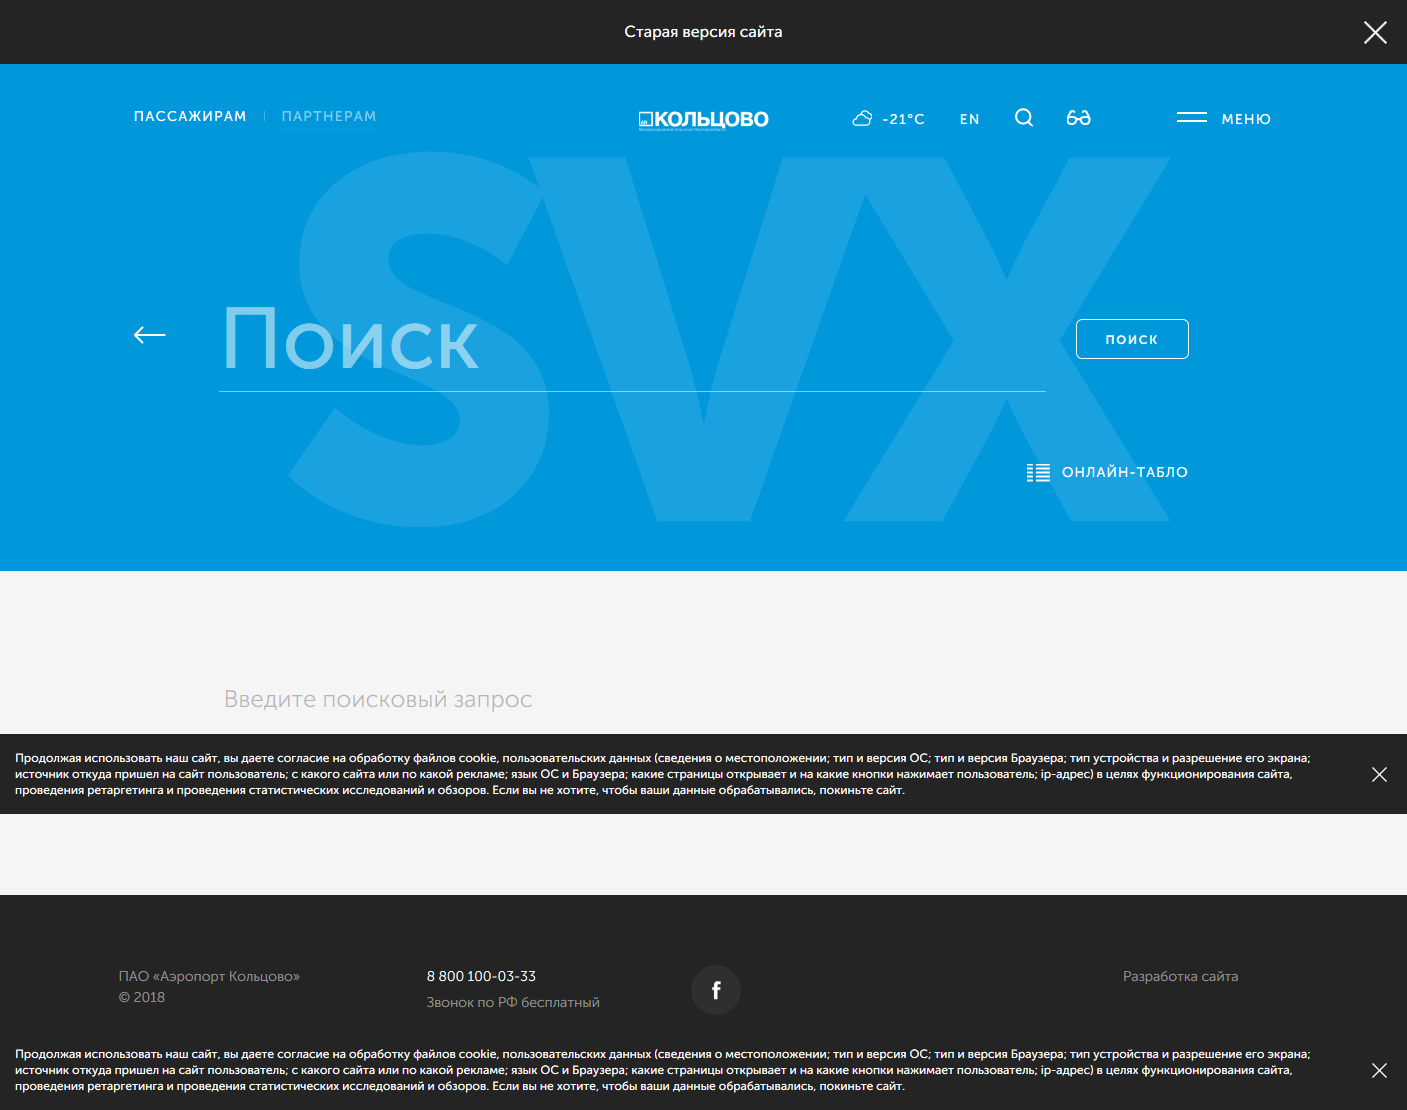 Старая версия сайта
ПАССАЖИРАМ
ПАРТНЕРАМ
КОЛЬЦОВО
-21°C
EN
МЕНЮ
SVX
Поиск
ПОИСК
ОНЛАЙН-ТАБЛО
Введите поисковый запрос
Продолжая использовать наш сайт, вы даете согласие на обработку файлов cookie, пользовательских данных (сведения о местоположении; тип и версия ОС; тип и версия Браузера; тип устройства и разрешение его экрана;
источник откуда пришел на сайт пользователь; с какого сайта или по какой рекламе; язык ОС и Браузера; какие страницы открывает и на какие кнопки нажимает пользователь; ip-адрес) в целях функционирования сайта,
проведения ретаргетинга и проведения статистических исследований и обзоров. Если вы не хотите, чтобы ваши данные обрабатывались, покиньте сайт.
ПАО «Аэропорт Кольцово»
© 2018
8 800 100-03-33
Звонок по РФ бесплатный
Разработка сайта
Продолжая использовать наш сайт, вы даете согласие на обработку файлов cookie, пользовательских данных (сведения о местоположении; тип и версия ОС; тип и версия Браузера; тип устройства и разрешение его экрана;
источник откуда пришел на сайт пользователь; с какого сайта или по какой рекламе; язык ОС и Браузера; какие страницы открывает и на какие кнопки нажимает пользователь; ip-адрес) в целях функционирования сайта,
проведения ретаргетинга и проведения статистических исследований и обзоров. Если вы не хотите, чтобы ваши данные обрабатывались, покиньте сайт.